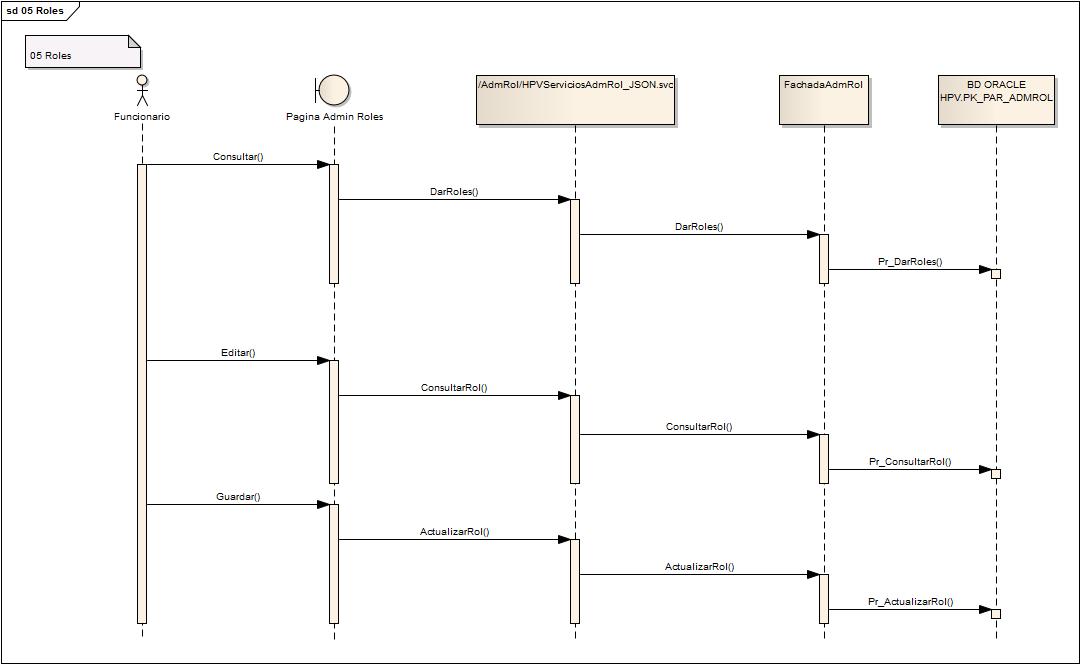 sd 05 Roles
05 Roles
Funcionario
Pagina Admin Roles
/AdmRol/HPVServiciosAdmRol_JSON.svc
FachadaAdmRol
BD ORACLE
HPV.PK_PAR_ADMROL
Consultar()
DarRoles()
DarRoles()
Pr_DarRoles()
Editar()
ConsultarRol()
ConsultarRol()
Pr_ConsultarRol()
Guardar()
ActualizarRol()
ActualizarRol()
Pr_ActualizarRol()